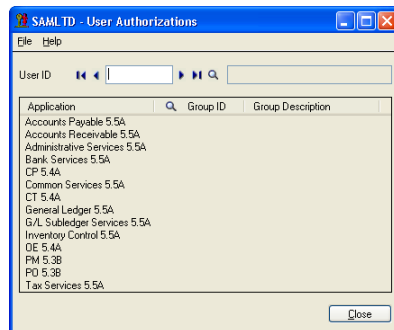 SAMLTD - User Authorizations
File Help
User ID
Application Group ID Group Description
Accounts Payable 5.5A
Accounts Receivable 5.5A
Administrative Services 5.5A
Bank Services 5.5A
CP 5.4A
Common Services 5.5A
CT 5.4A
General Ledger 5.5A
G/L Subledger Services 5.5A
Inventory Control 5.5A
OE 5.4A
PM 5.3B
PO 5.3B
Tax Services 5.5A
Close